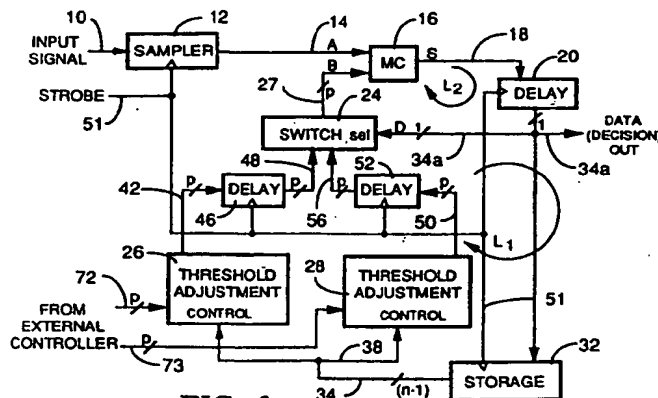 10
12
14
16
18
20
INPUT
SIGNAL
SAMPLER
A
B
MC
S
L2
DELAY
STROBE
51
27
P
24
SWITCH sel
D
1
34a
1
DATA
(DECISION)
OUT
34a
42
P
DELAY
46
P
48
56
P
52
DELAY
P
50
L1
26
THRESHOLD
ADJUSTMENT
CONTROL
28
THRESHOLD
ADJUSTMENT
CONTROL
72
P
FROM
EXTERNAL
CONTROLLER
P
73
38
34
(n-1)
51
32
STORAGE